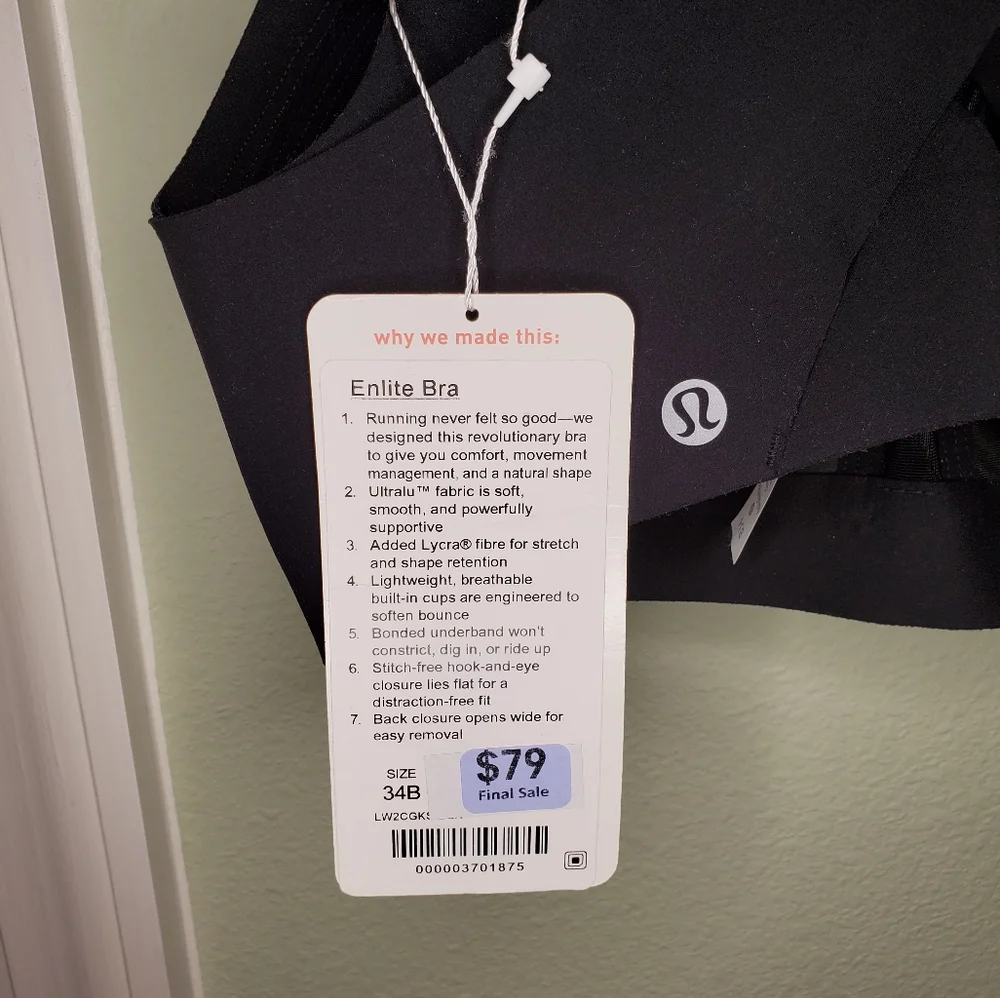 why we made this:
Enlite Bra
1. Running never felt so good—we
designed this revolutionary bra
to give you comfort, movement
management, and a natural shape
2. Ultralu™ fabric is soft,
smooth, and powerfully
supportive
3. Added Lycra® fibre for stretch
and shape retention
4. Lightweight, breathable
built-in cups are engineered to
soften bounce
5. Bonded underband won't
constrict, dig in, or ride up
6. Stitch-free hook-and-eye
closure lies flat for a
distraction-free fit
7. Back closure opens wide for
easy removal
SIZE
34B
$79
Final Sale
000003701875